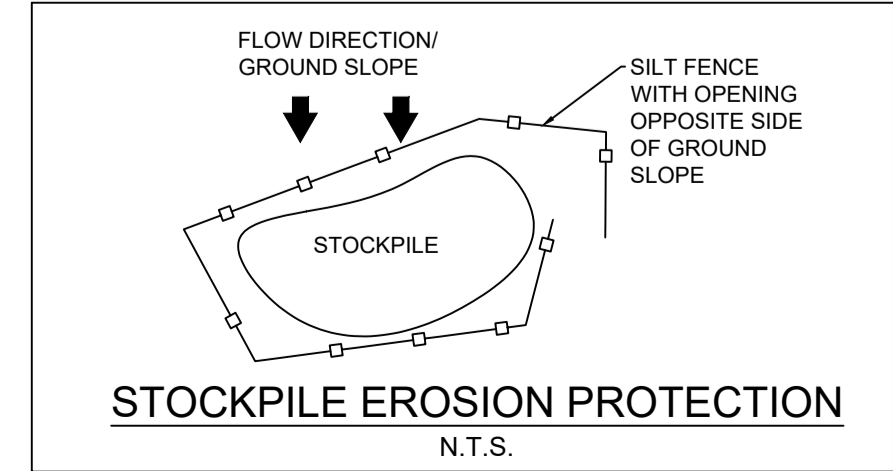 FLOW DIRECTION/
GROUND SLOPE
SILT FENCE
WITH OPENING
OPPOSITE SIDE
OF GROUND
SLOPE
STOCKPILE
STOCKPILE EROSION PROTECTION
N.T.S.